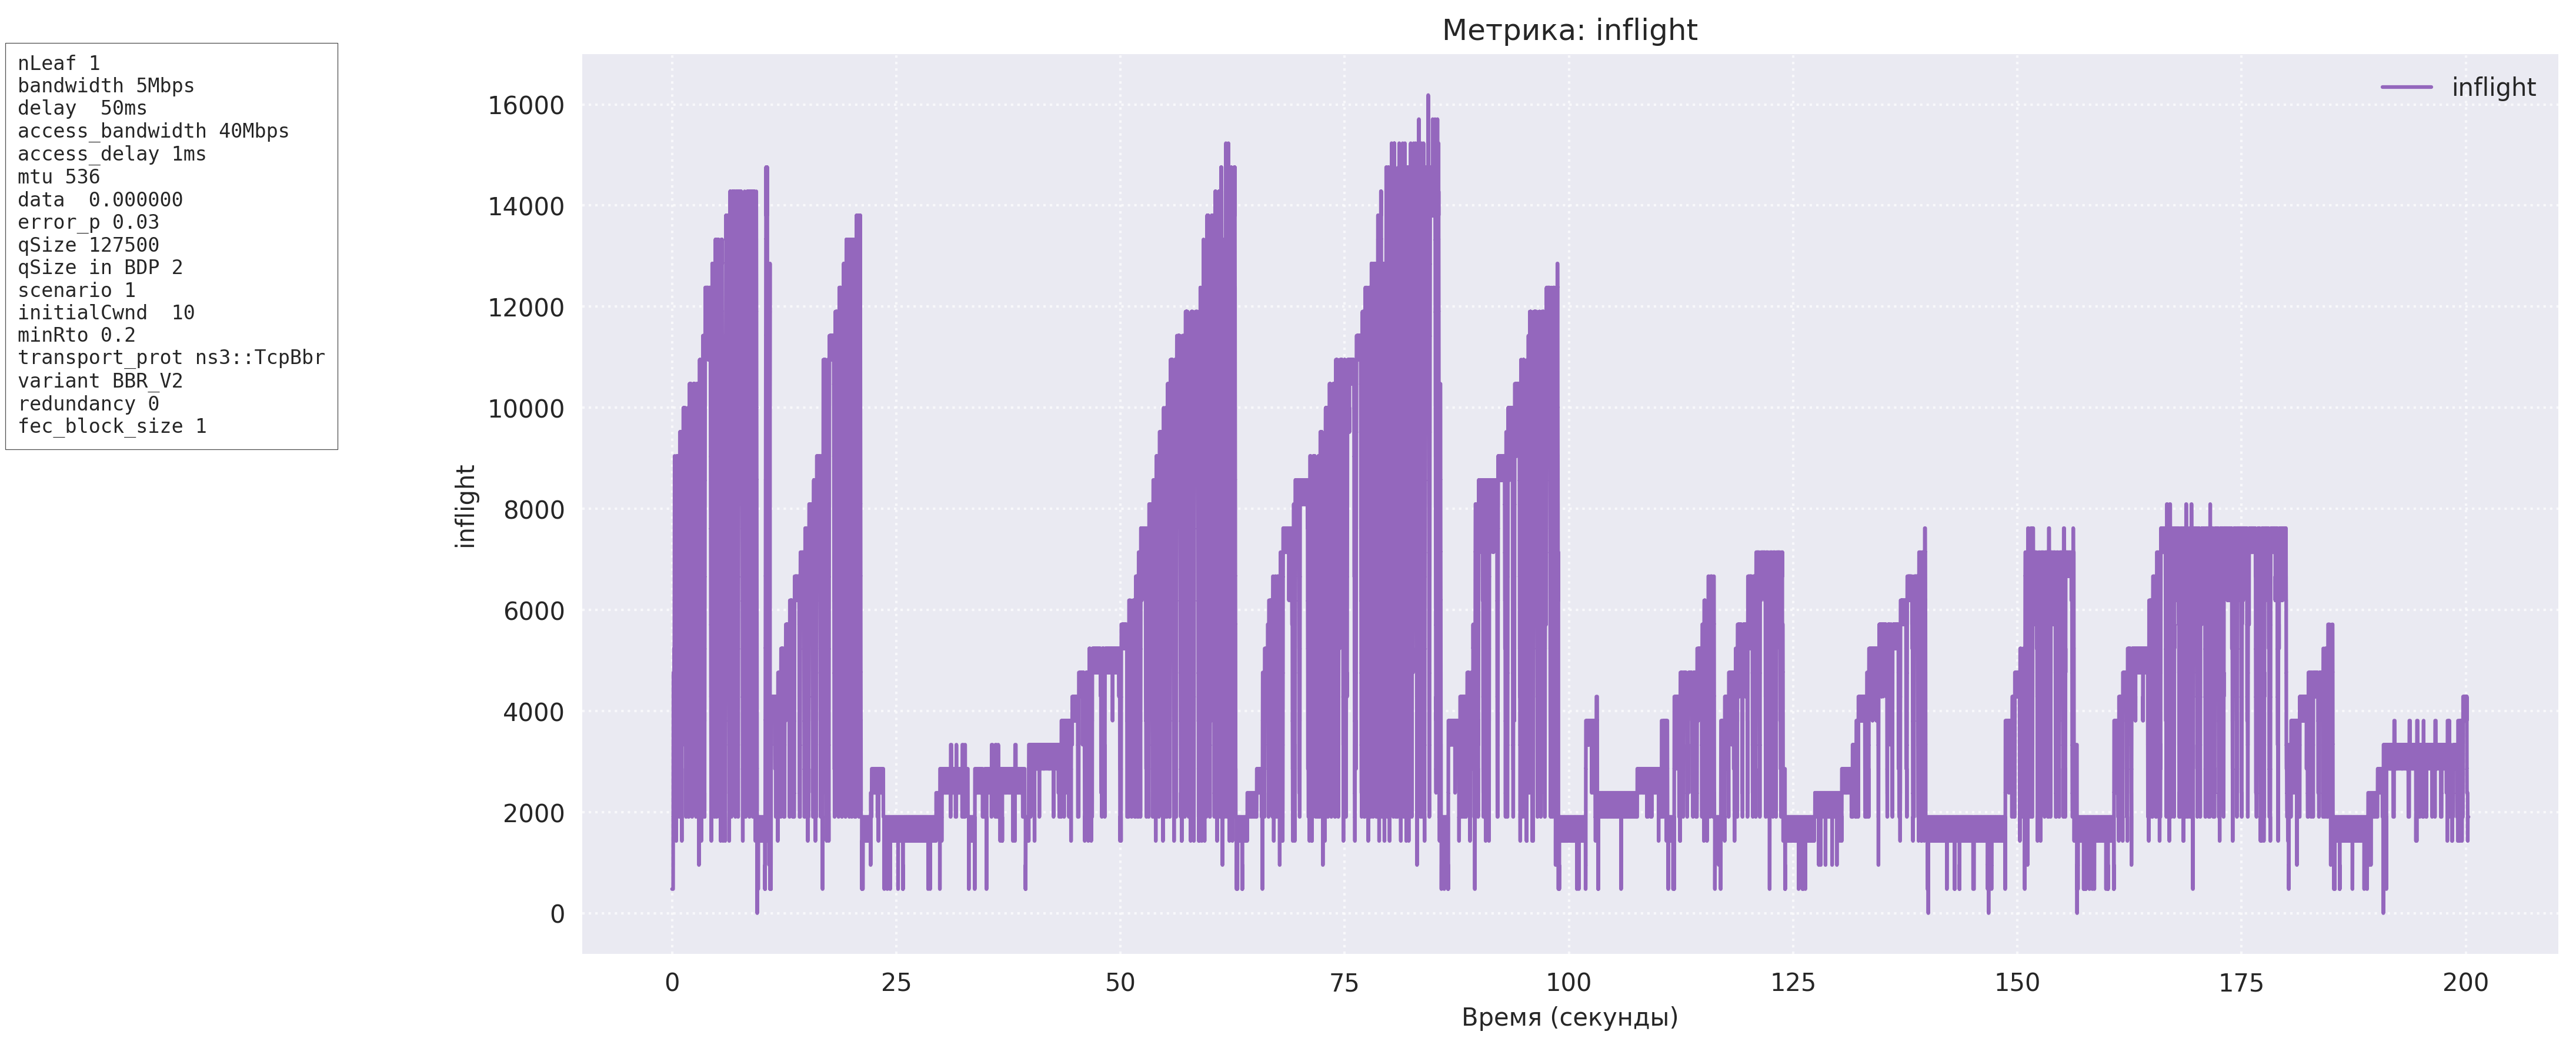 nLeaf 1
bandwidth 5Mbps
delay  50ms
access_bandwidth 40Mbps
access_delay 1ms
mtu 536
data  0.000000
error_p 0.03
qSize 127500
qSize in BDP 2
scenario 1
initialCwnd  10
minRto 0.2
transport_prot ns3::TcpBbr
variant BBR_V2
redundancy 0
fec_block_size 1
Метрика: inflight
inflight
16000
14000
12000
10000
8000
6000
4000
2000
0
inflight
0 25 50 75 100 125 150 175 200
Время (секунды)